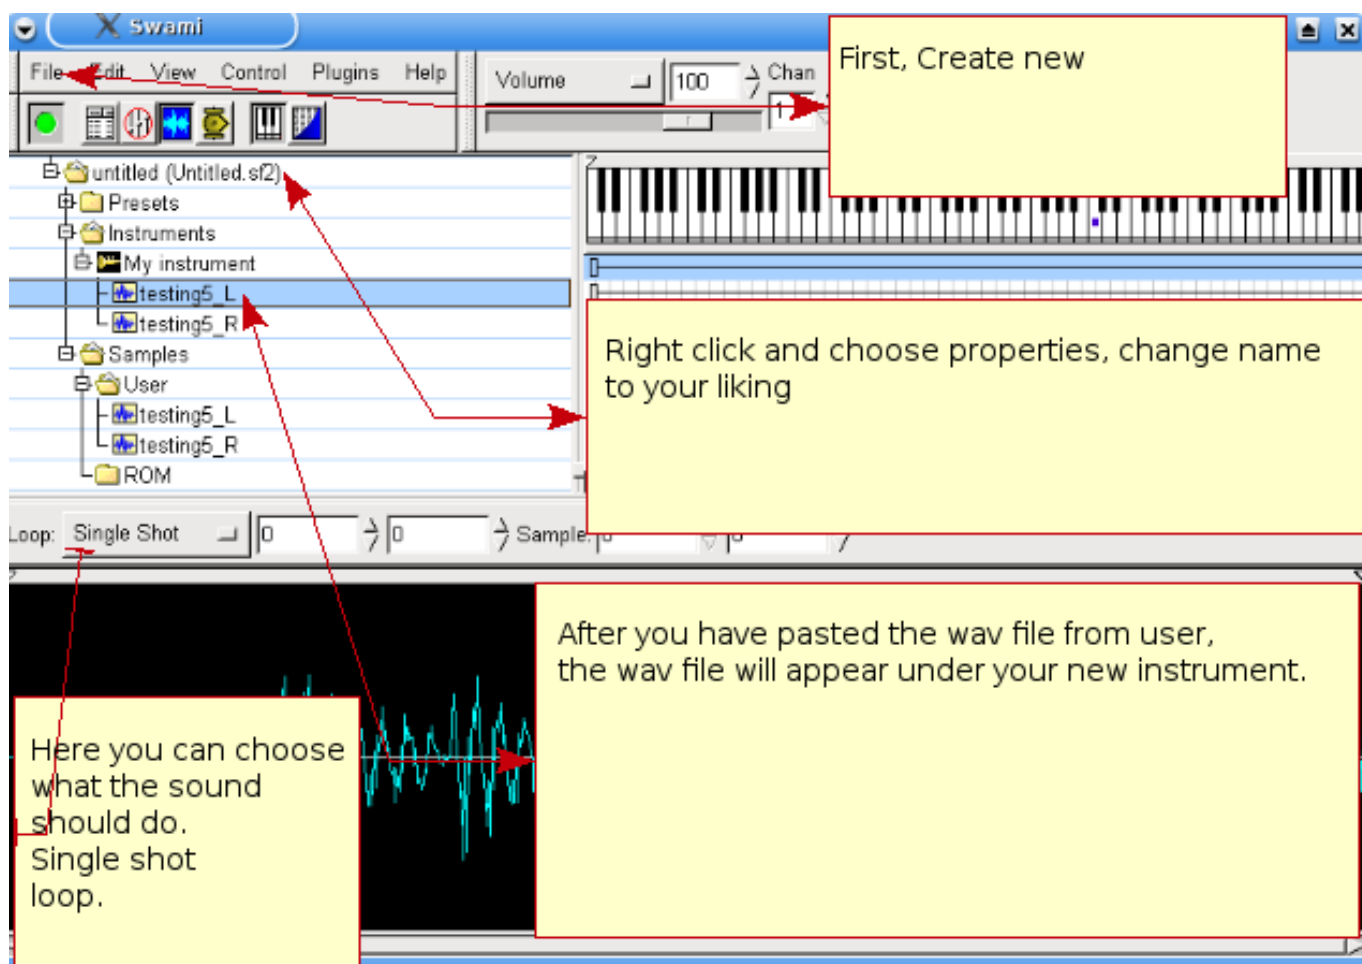 Swami
First, Create new
File Edit View Control Plugins Help
Volume 100 Chan
1
untitled (Untitled.sf2)
Presets
Instruments
My instrument
testing5_L
testing5_R
Right click and choose properties, change name
to your liking
Samples
User
testing5_L
testing5_R
ROM
Loop: Single Shot 0 0 Sample:
After you have pasted the wav file from user,
the wav file will appear under your new instrument.
Here you can choose
what the sound
should do.
Single shot
loop.